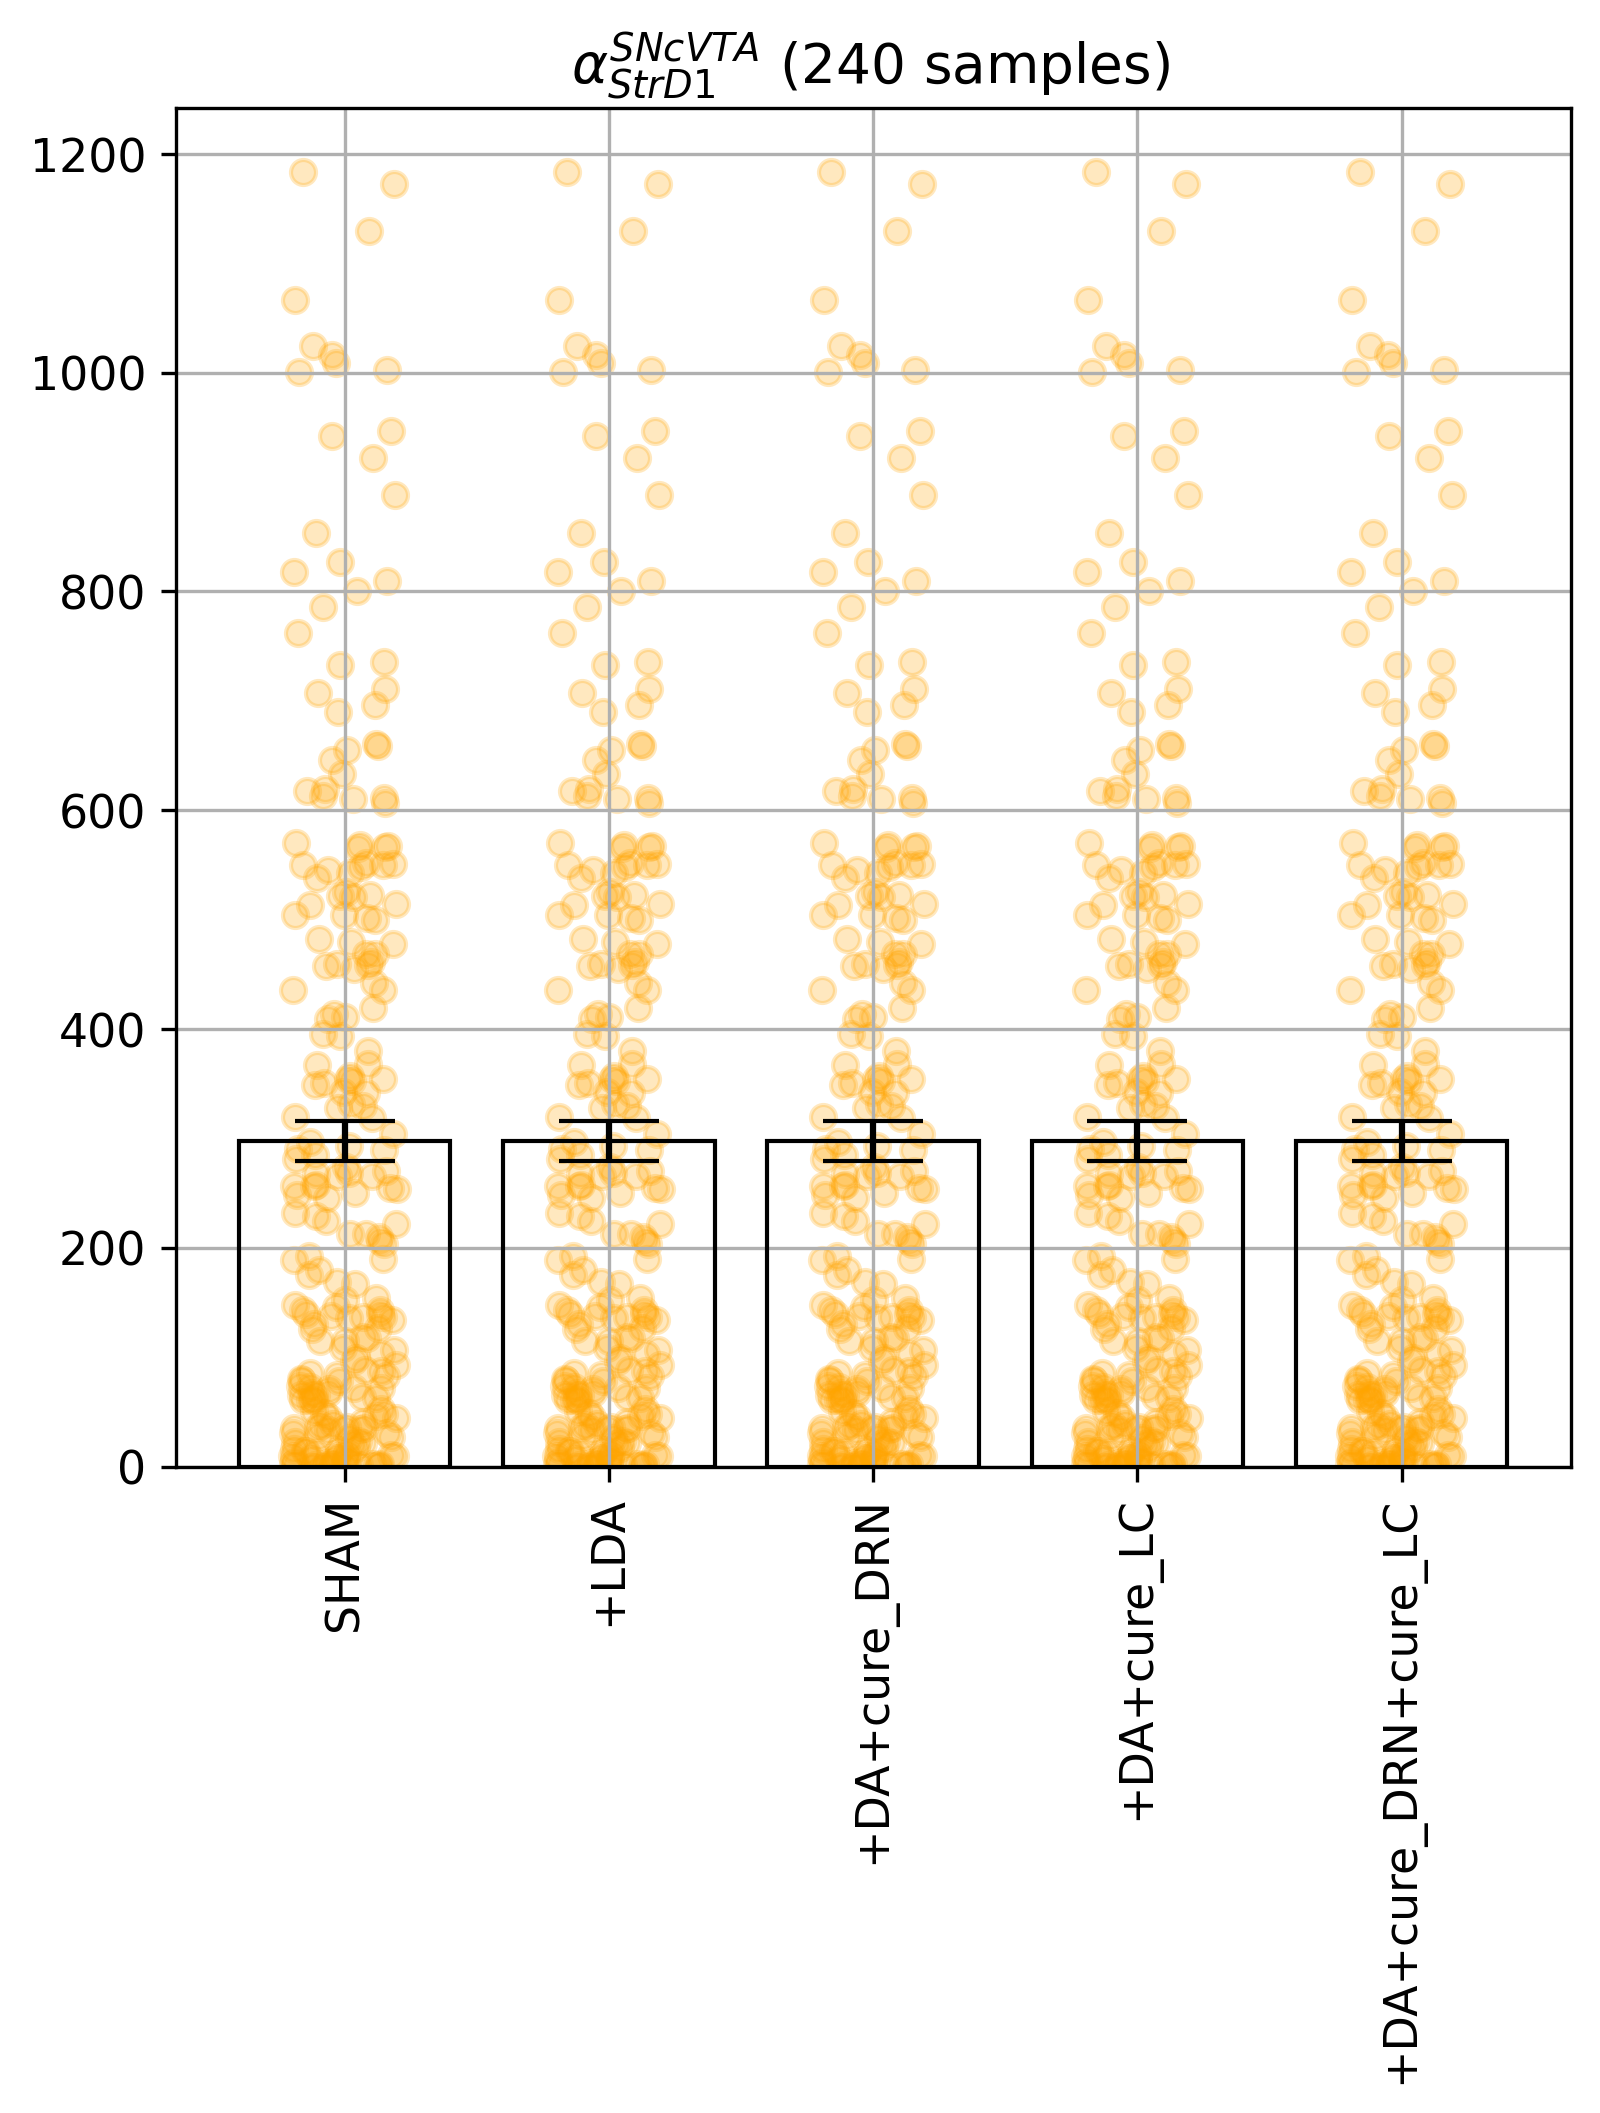 α_{StrD1}^{SNcVTA} (240 samples)
1200
1000
800
600
400
200
0
SHAM
+LDA
+DA+cure_DRN
+DA+cure_LC
+DA+cure_DRN+cure_LC